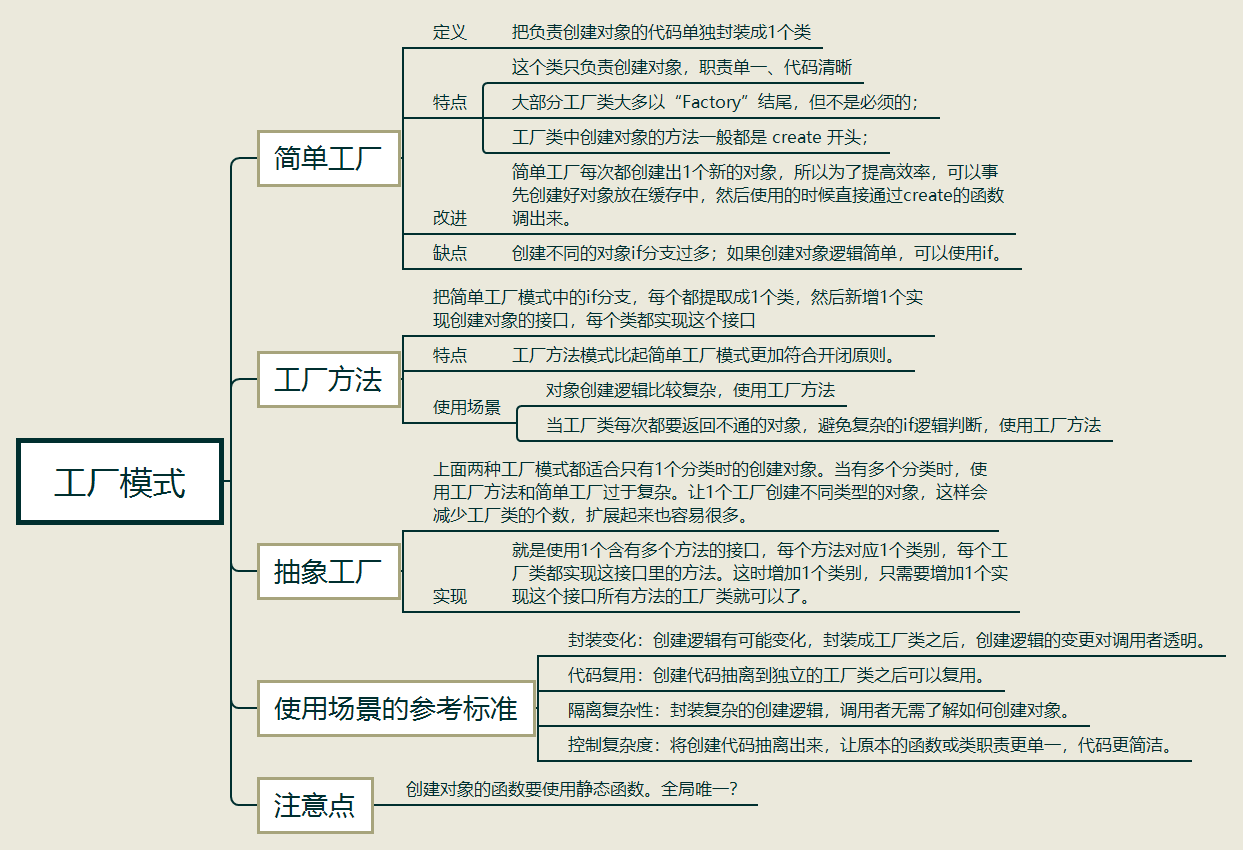 工厂模式
简单工厂
定义
把负责创建对象的代码单独封装成1个类
特点
这个类只负责创建对象，职责单一、代码清晰
大部分工厂类大多以“Factory”结尾，但不是必须的；
工厂类中创建对象的方法一般都是 create 开头；
改进
简单工厂每次都创建出1个新的对象，所以为了提高效率，可以事
先创建好对象放在缓存中，然后使用的时候直接通过create的函数
调出来。
缺点
创建不同的对象if分支过多；如果创建对象逻辑简单，可以使用if。
工厂方法
把简单工厂模式中的if分支，每个都提取成1个类，然后新增1个实
现创建对象的接口，每个类都实现这个接口
特点
工厂方法模式比起简单工厂模式更加符合开闭原则。
使用场景
对象创建逻辑比较复杂，使用工厂方法
当工厂类每次都要返回不通的对象，避免复杂的if逻辑判断，使用工厂方法
抽象工厂
上面两种工厂模式都适合只有1个分类时的创建对象。当有多个分类时，使
用工厂方法和简单工厂过于复杂。让1个工厂创建不同类型的对象，这样会
减少工厂类的个数，扩展起来也容易很多。
实现
就是使用1个含有多个方法的接口，每个方法对应1个类别，每个工
厂类都实现这接口里的方法。这时增加1个类别，只需要增加1个实
现这个接口所有方法的工厂类就可以了。
使用场景的参考标准
封装变化：创建逻辑有可能变化，封装成工厂类之后，创建逻辑的变更对调用者透明。
代码复用：创建代码抽离到独立的工厂类之后可以复用。
隔离复杂性：封装复杂的创建逻辑，调用者无需了解如何创建对象。
控制复杂度：将创建代码抽离出来，让原本的函数或类职责更单一，代码更简洁。
注意点
创建对象的函数要使用静态函数。全局唯一？